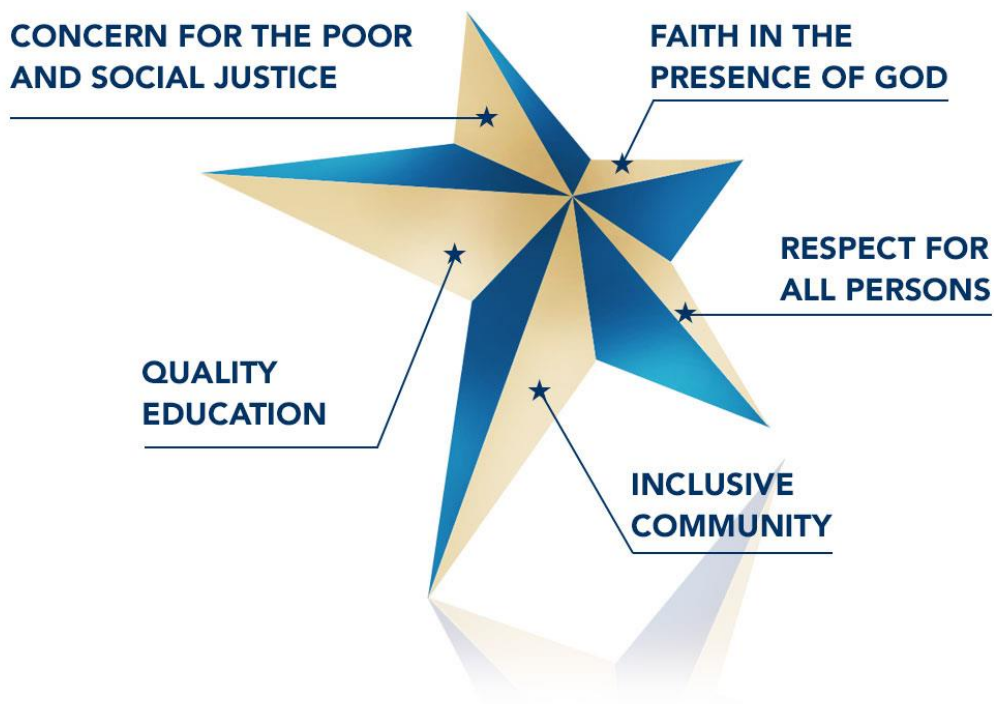 CONCERN FOR THE POOR
AND SOCIAL JUSTICE
FAITH IN THE
PRESENCE OF GOD
RESPECT FOR
ALL PERSONS
QUALITY
EDUCATION
INCLUSIVE
COMMUNITY